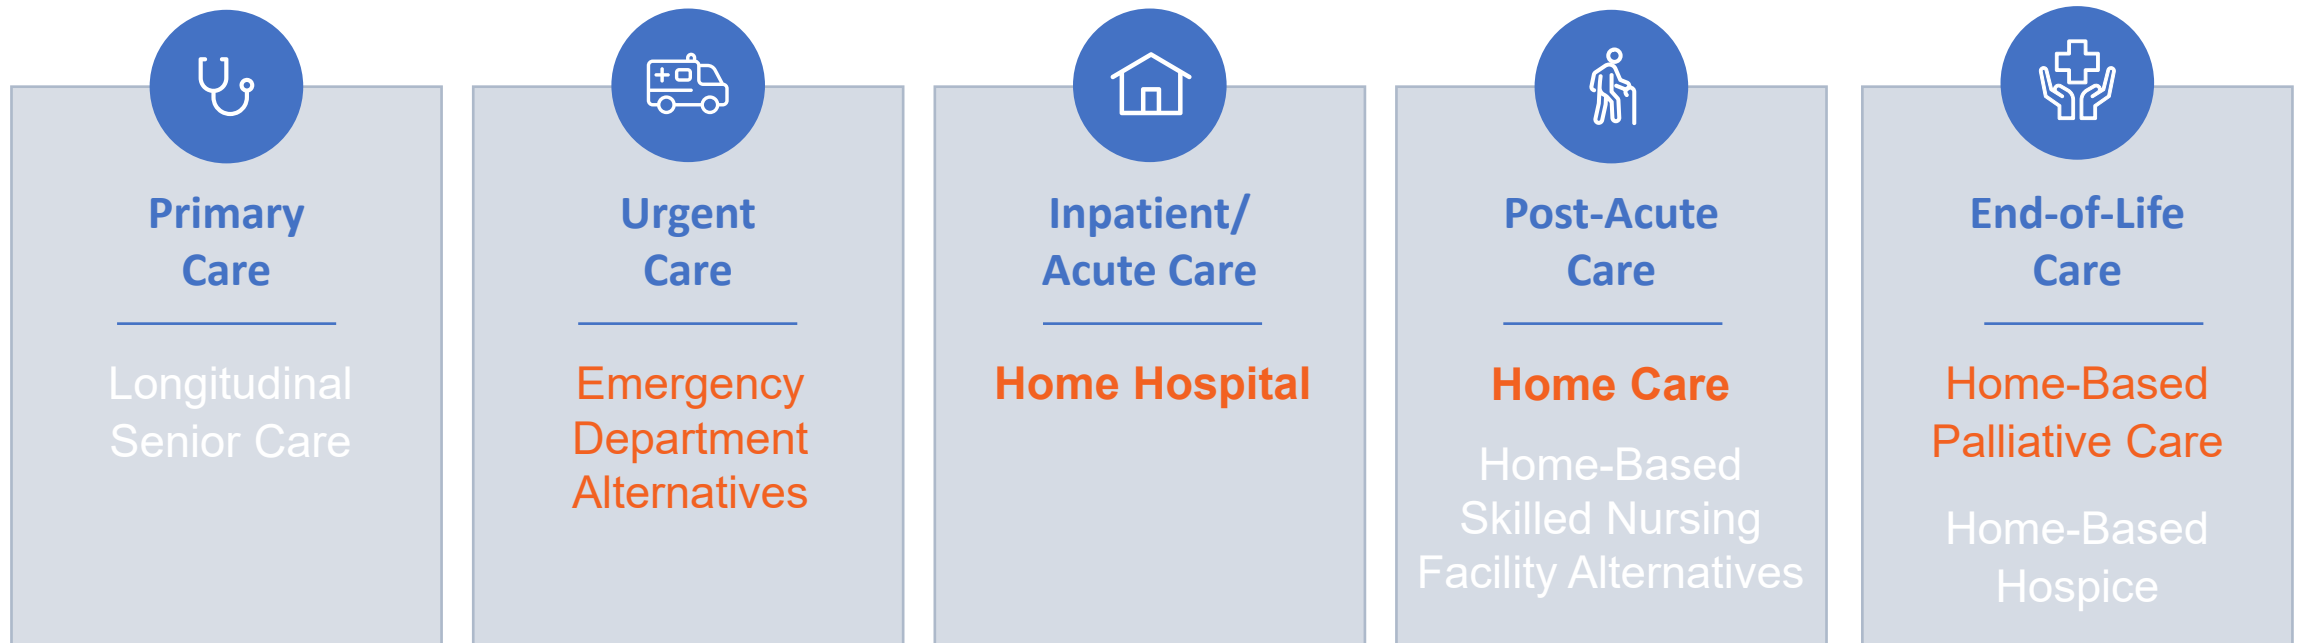 Primary
Care
Longitudinal
Senior Care
Urgent
Care
Emergency
Department
Alternatives
Inpatient/
Acute Care
Home Hospital
Post-Acute
Care
Home Care
Home-Based
Skilled Nursing
Facility Alternatives
End-of-Life
Care
Home-Based
Palliative Care
Home-Based
Hospice